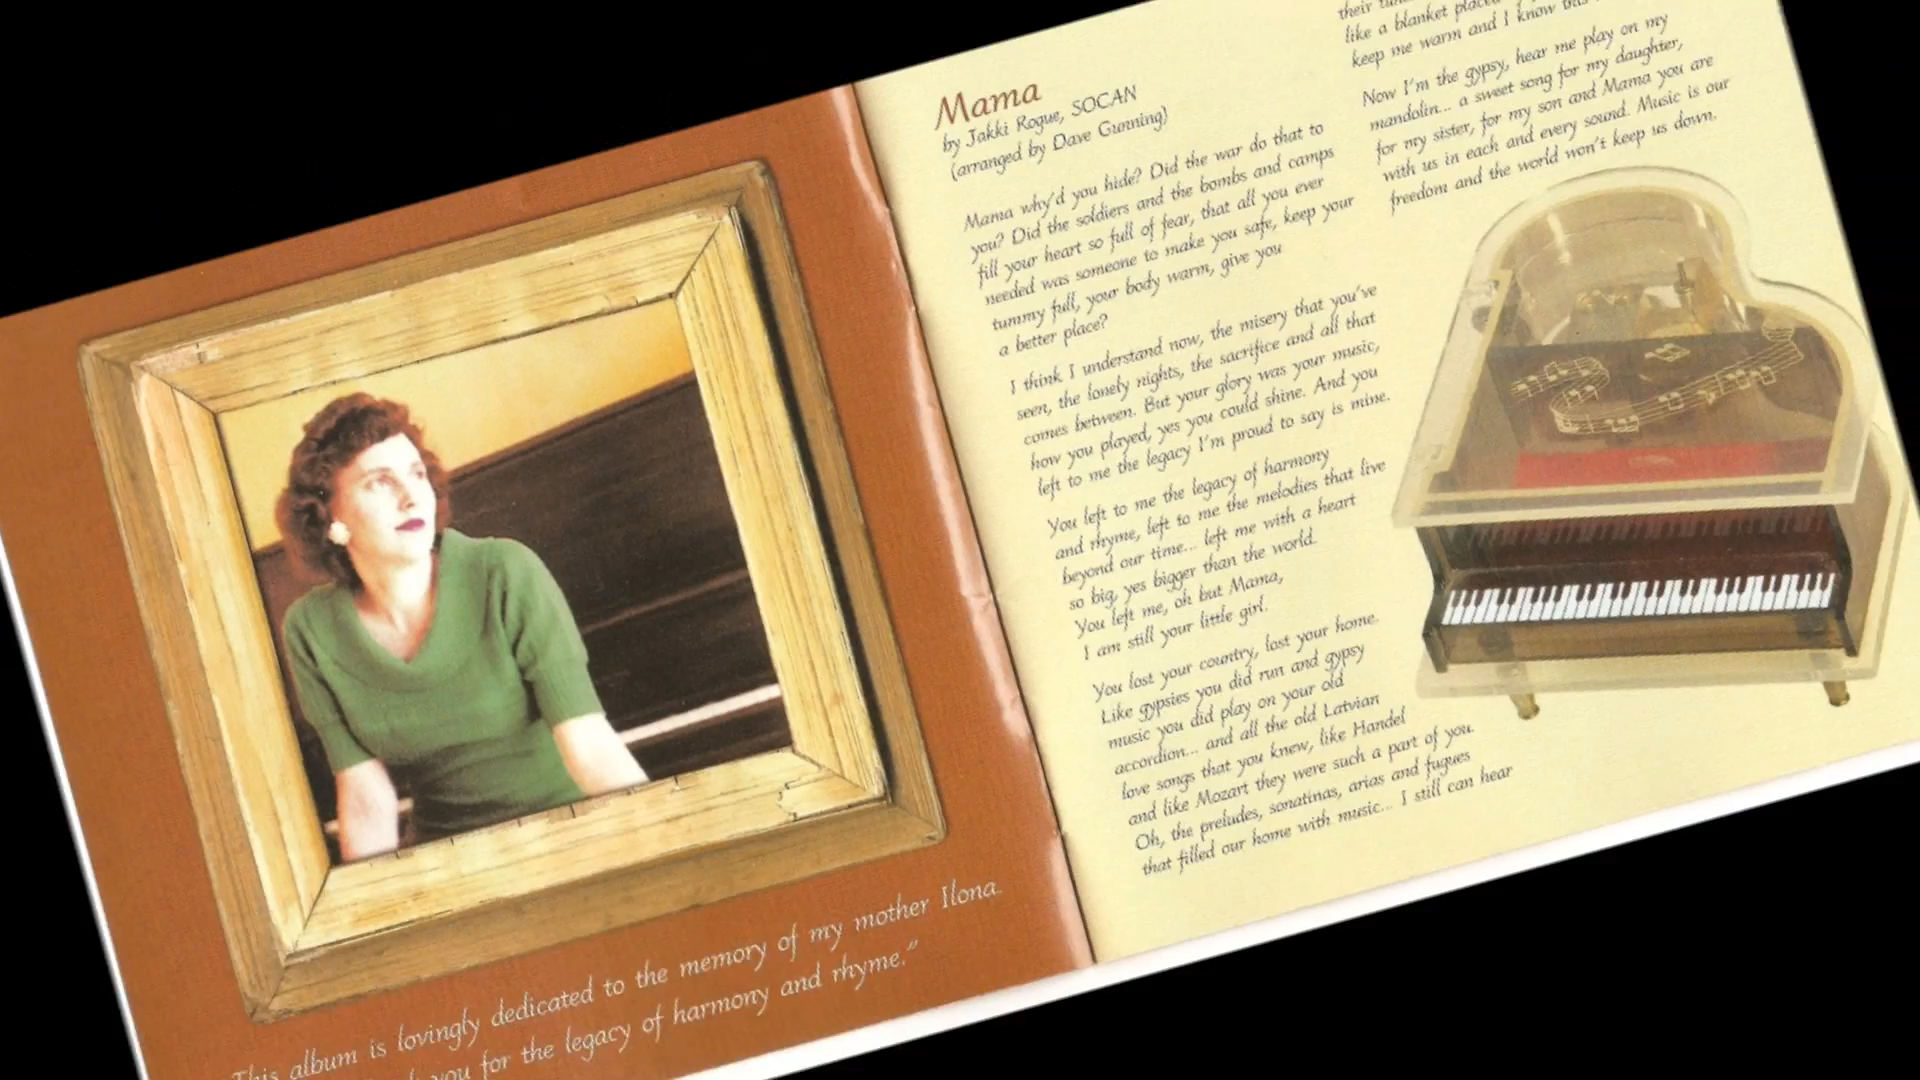 This album is lovingly dedicated to the memory of my mother Ilona.
you for the legacy of harmony and rhyme."
Mama
by Jakki Rogue, SOCAN
(arranged by Dave Gunning)
Mama why'd you hide? Did the war do that to
you? Did the soldiers and the bombs and camps
fill your heart so full of fear, that all you ever
needed was someone to make you safe, keep your
tummy full, your body warm, give you
a better place?
I think I understand now, the misery that you've
seen, the lonely nights, the sacrifice and all that
comes between. But your glory was your music,
how you played, yes you could shine. And you
left to me the legacy I'm proud to say is mine.
You left to me the legacy of harmony
and rhyme, left to me the melodies that live
beyond our time... left me with a heart
so big, yes bigger than the world.
You left me, oh but Mama,
I am still your little girl.
You lost your country, lost your home.
Like gypsies you did run and gypsy
music you did play on your old
accordion... and all the old Latvian
love songs that you knew, like Handel
and like Mozart they were such a part of you.
Oh, the preludes, sonatinas, arias and fugues
that filled our home with music... I still can hear
their
like a blanket placed
keep me warm and I know this
Now I'm the gypsy, hear me play on my
mandolin... a sweet song for my daughter,
for my sister, for my son and Mama you are
with us in each and every sound. Music is our
freedom and the world won't keep us down.